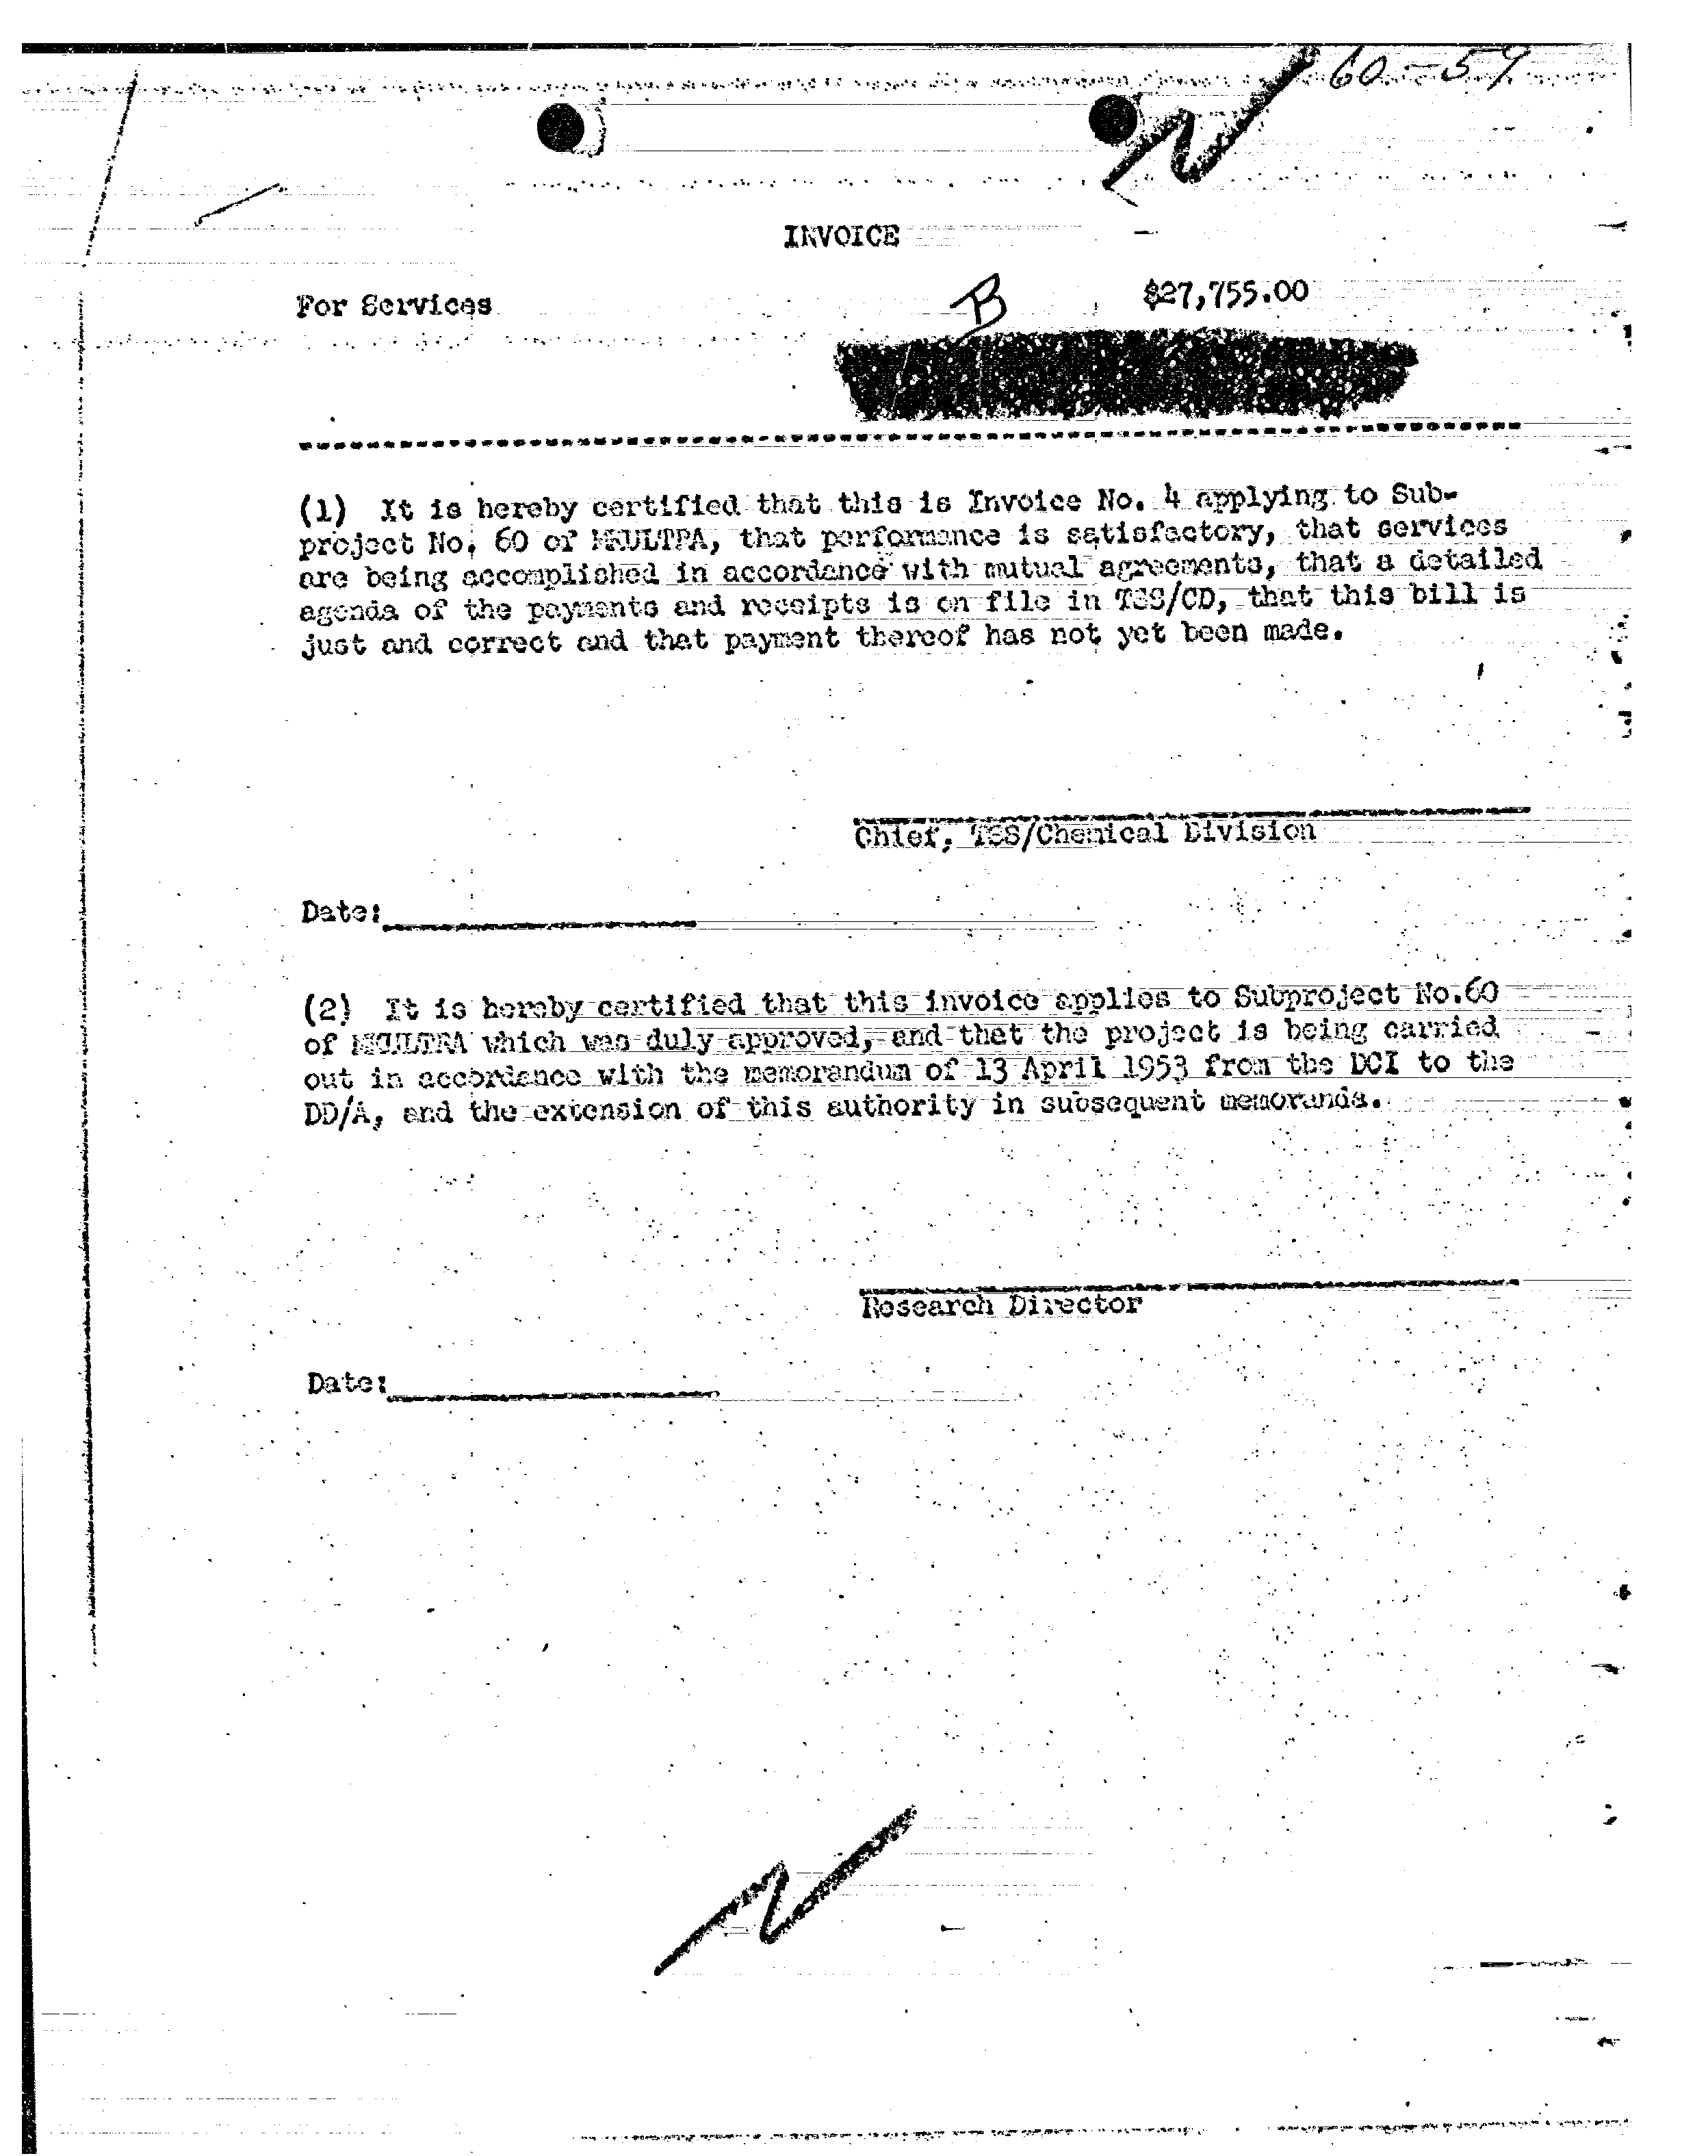 60-59
INVOICE
For Services
B
$27,755.00
(1) It is hereby certified that this is Invoice No. 4 applying to Sub-
project No. 60 of MKULTRA, that performance is satisfactory, that services
are being accomplished in accordance with mutual agreements, that a detailed
agenda of the payments and receipts is on file in TSS/CD, that this bill is
just and correct and that payment thereof has not yet been made.
Chief, TSS/Chemical Division
Date:
(2) It is hereby certified that this invoice applies to Subproject No.60
of MKULTRA which was duly approved, and that the project is being carried
out in accordance with the memorandum of 13 April 1953 from the DCI to the
DD/A, and the extension of this authority in subsequent memoranda.
Research Director
Date: